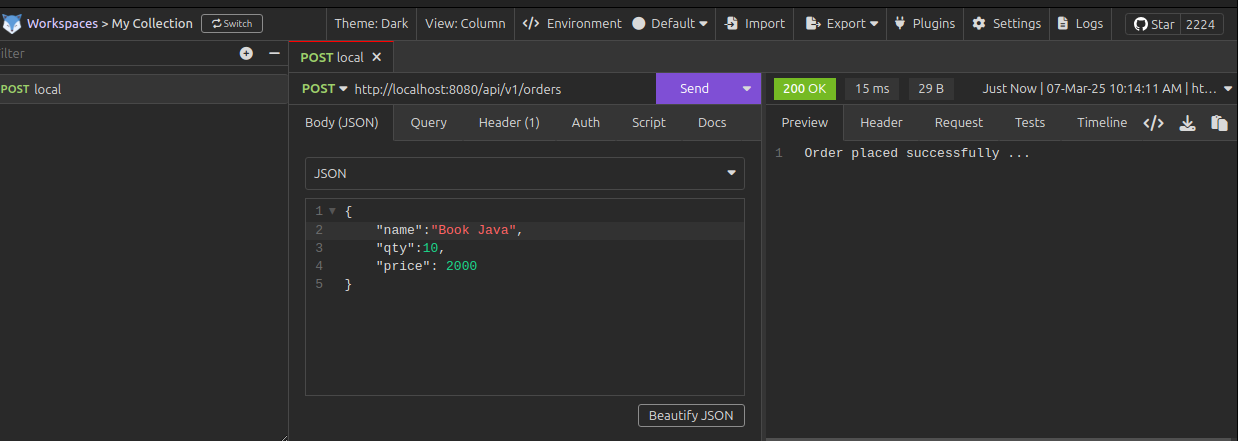 Workspaces > My Collection Switch Theme: Dark View: Column </> Environment Default Import Export Plugins Settings Logs Star 2224
ilter
POST local
POST local ×
POST http://localhost:8080/api/v1/orders Send
Body (JSON) Query Header (1) Auth Script Docs
JSON
1 {
2 "name":"Book Java",
3 "qty":10,
4 "price": 2000
5 }
Beautify JSON
200 OK 15 ms 29 B Just Now | 07-Mar-25 10:14:11 AM | ht...
Preview Header Request Tests Timeline </>
1 Order placed successfully ...